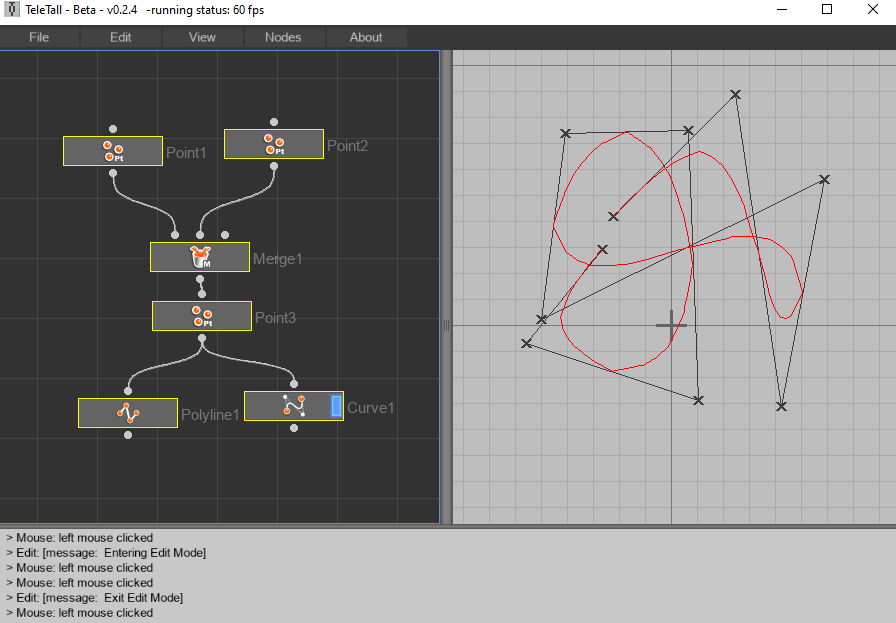 TeleTall - Beta - v0.2.4 -running status: 60 fps
File Edit View Nodes About
Pt Point1
Pt Point2
M Merge1
Pt Point3
Polyline1
Curve1
> Mouse: left mouse clicked
> Edit: [message: Entering Edit Mode]
> Mouse: left mouse clicked
> Mouse: left mouse clicked
> Edit: [message: Exit Edit Mode]
> Mouse: left mouse clicked